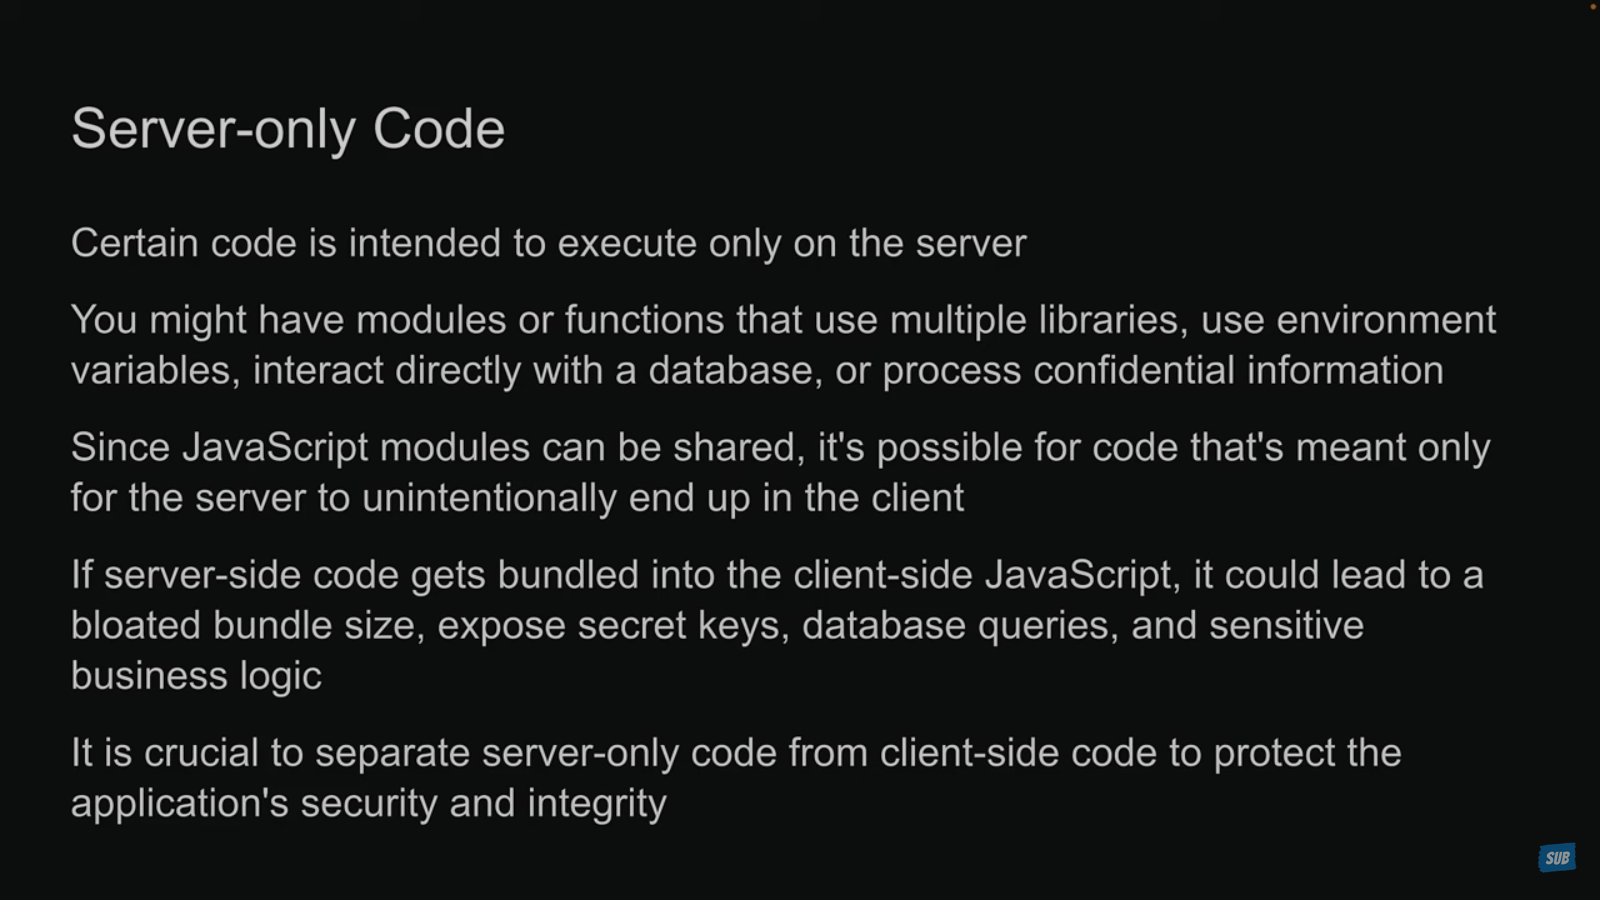 Server-only Code
Certain code is intended to execute only on the server
You might have modules or functions that use multiple libraries, use environment
variables, interact directly with a database, or process confidential information
Since JavaScript modules can be shared, it's possible for code that's meant only
for the server to unintentionally end up in the client
If server-side code gets bundled into the client-side JavaScript, it could lead to a
bloated bundle size, expose secret keys, database queries, and sensitive
business logic
It is crucial to separate server-only code from client-side code to protect the
application's security and integrity
SUB